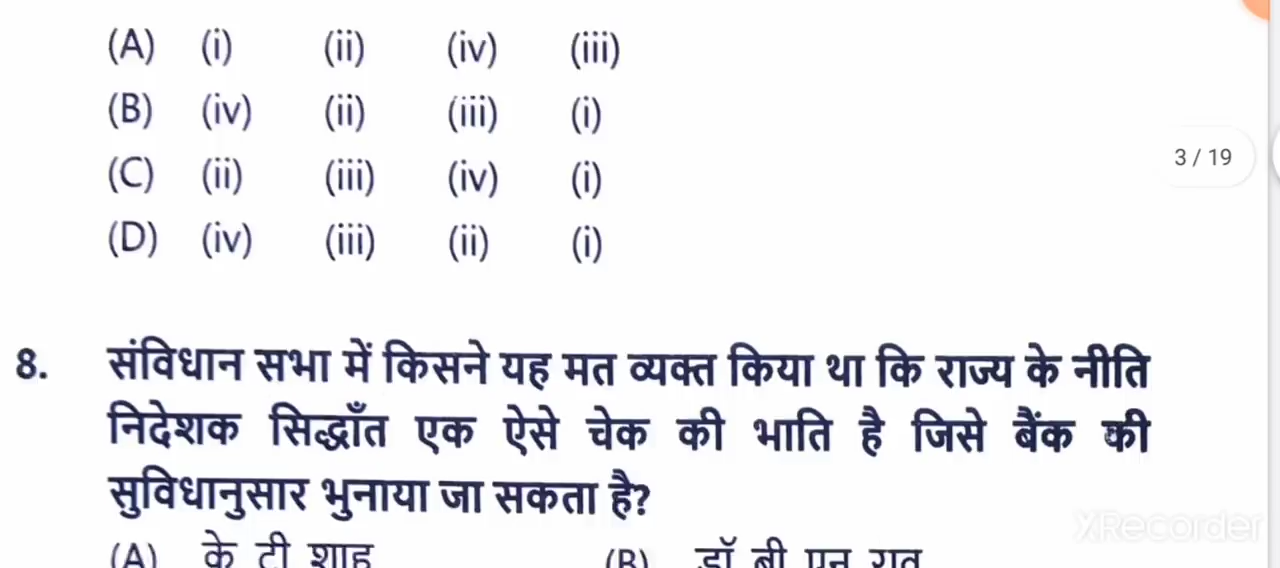 (A) (i) (ii) (iv) (iii)
(B) (iv) (ii) (iii) (i)
(C) (ii) (iii) (iv) (i)
(D) (iv) (iii) (ii) (i)
3 / 19
8. संविधान सभा में किसने यह मत व्यक्त किया था कि राज्य के नीति
निदेशक सिद्धाँत एक ऐसे चेक की भाति है जिसे बैंक की
सुविधानुसार भुनाया जा सकता है?
XRecorder
(A) के टी शाह (B) डॉ बी एन राव